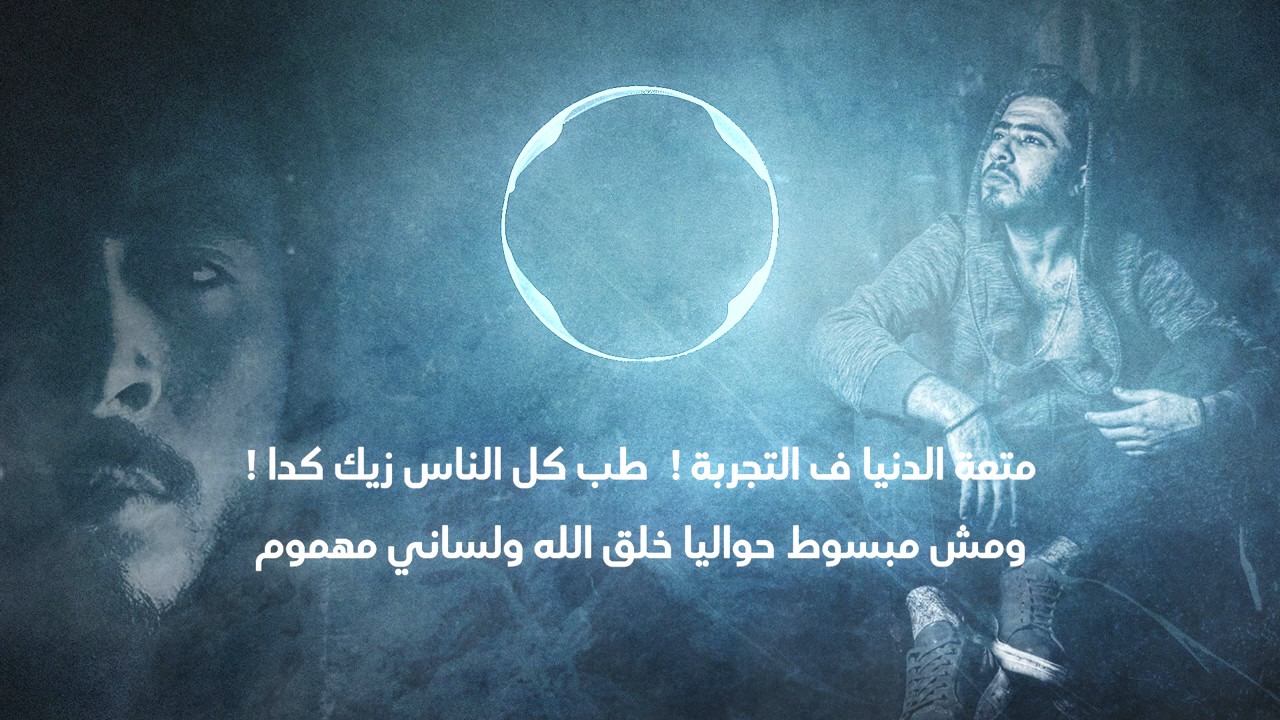 متعة الدنيا ف التجربة ! طب كل الناس زيك كدا !
ومش مبسوط حواليا خلق الله ولساني مهموم